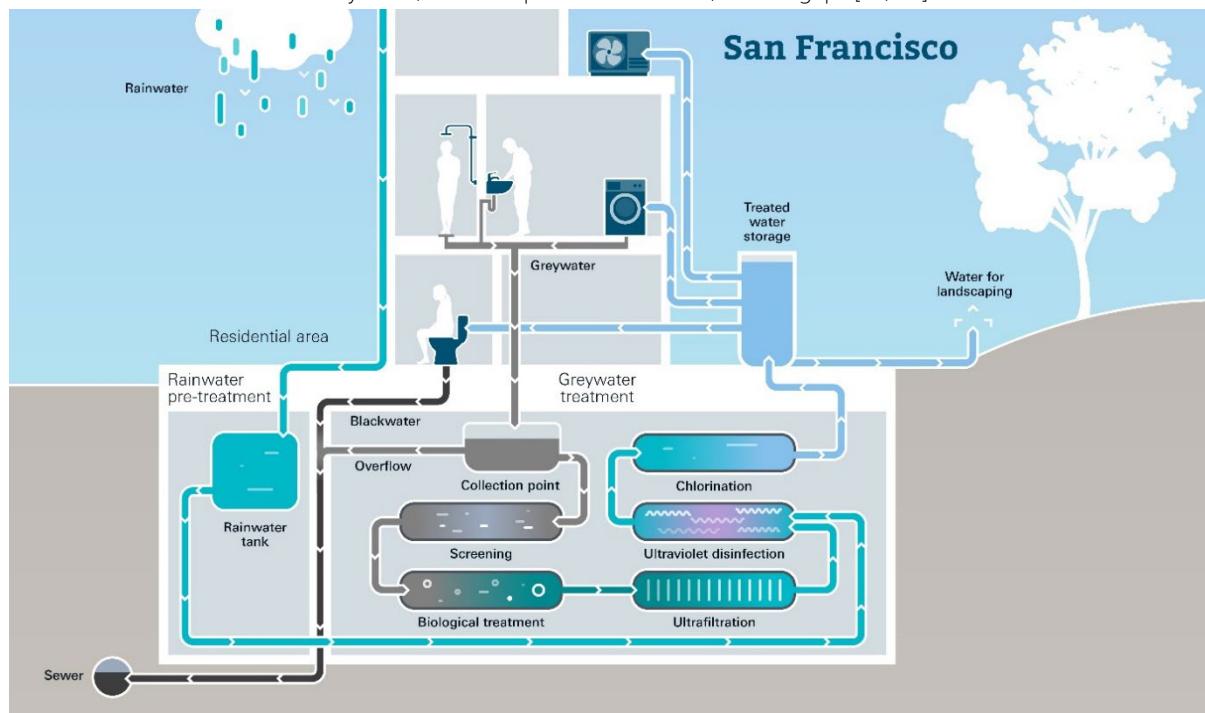 San Francisco
Rainwater
Treated
water
storage
Greywater
Water for
landscaping
Residential area
Rainwater
pre-treatment
Greywater
treatment
Blackwater
Overflow
Collection point
Chlorination
Rainwater
tank
Screening
Ultraviolet disinfection
Biological treatment
Ultrafiltration
Sewer